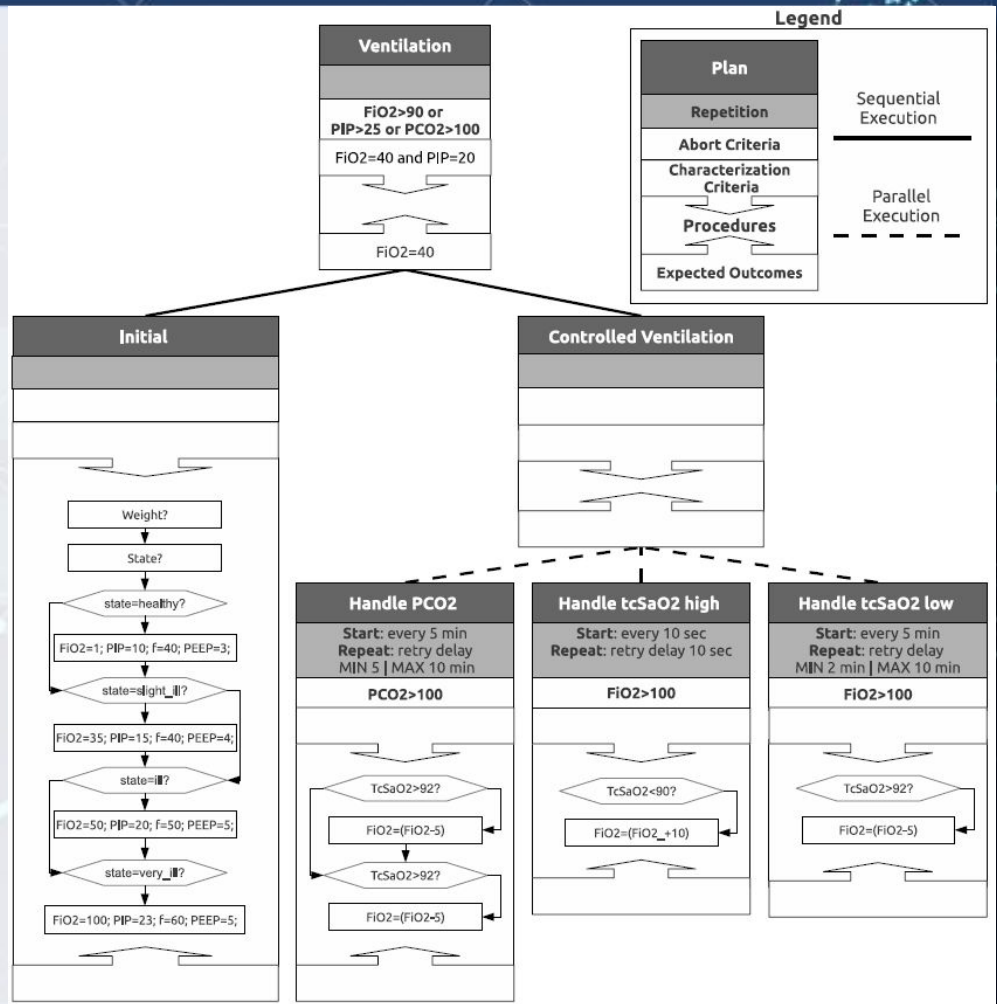 Legend
Plan
Repetition
Abort Criteria
Characterization
Criteria
Procedures
Expected Outcomes
Sequential
Execution
Parallel
Execution
Ventilation
FiO2>90 or
PIP>25 or PCO2>100
FiO2=40 and PIP=20
FiO2=40
Initial
Weight?
State?
state=healthy?
FiO2=1; PIP=10; f=40; PEEP=3;
state=slight_ill?
FiO2=35; PIP=15; f=40; PEEP=4;
state=ill?
FiO2=50; PIP=20; f=50; PEEP=5;
state=very_ill?
FiO2=100; PIP=23; f=60; PEEP=5;
Controlled Ventilation
Handle PCO2
Start: every 5 min
Repeat: retry delay
MIN 5 | MAX 10 min
PCO2>100
TcSaO2>92?
FiO2=(FiO2-5)
TcSaO2>92?
FiO2=(FiO2-5)
Handle tcSaO2 high
Start: every 10 sec
Repeat: retry delay 10 sec
FiO2>100
TcSaO2<90?
FiO2=(FiO2_+10)
Handle tcSaO2 low
Start: every 5 min
Repeat: retry delay
MIN 2 min | MAX 10 min
FiO2>100
TcSaO2>92?
FiO2=(FiO2-5)